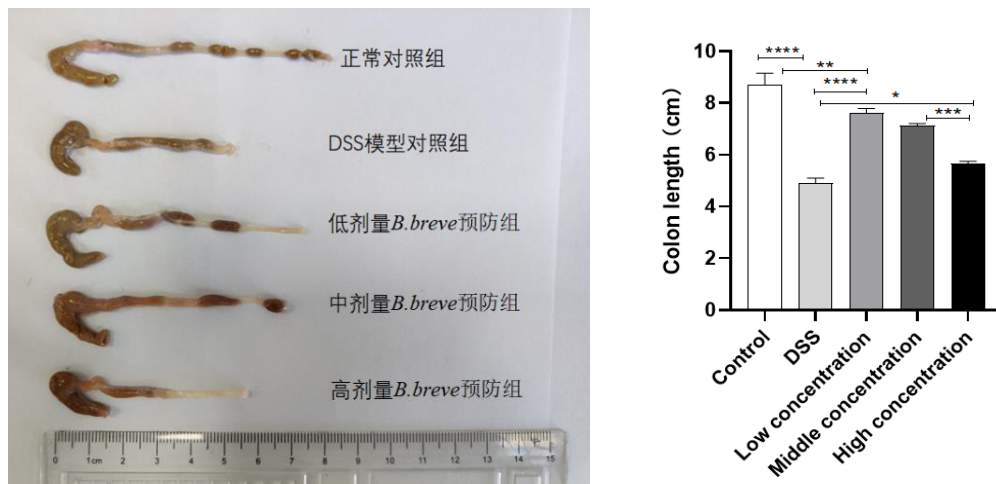 正常对照组
DSS模型对照组
低剂量B.breve预防组
中剂量B.breve预防组
高剂量B.breve预防组
0 1cm 2 3 4 5 6 7 8 9 10 11 12 13 14 15
Colon length（cm）
10
8
6
4
2
0
****
**
****
*
***
Control
DSS
Low concentration
Middle concentration
High concentration